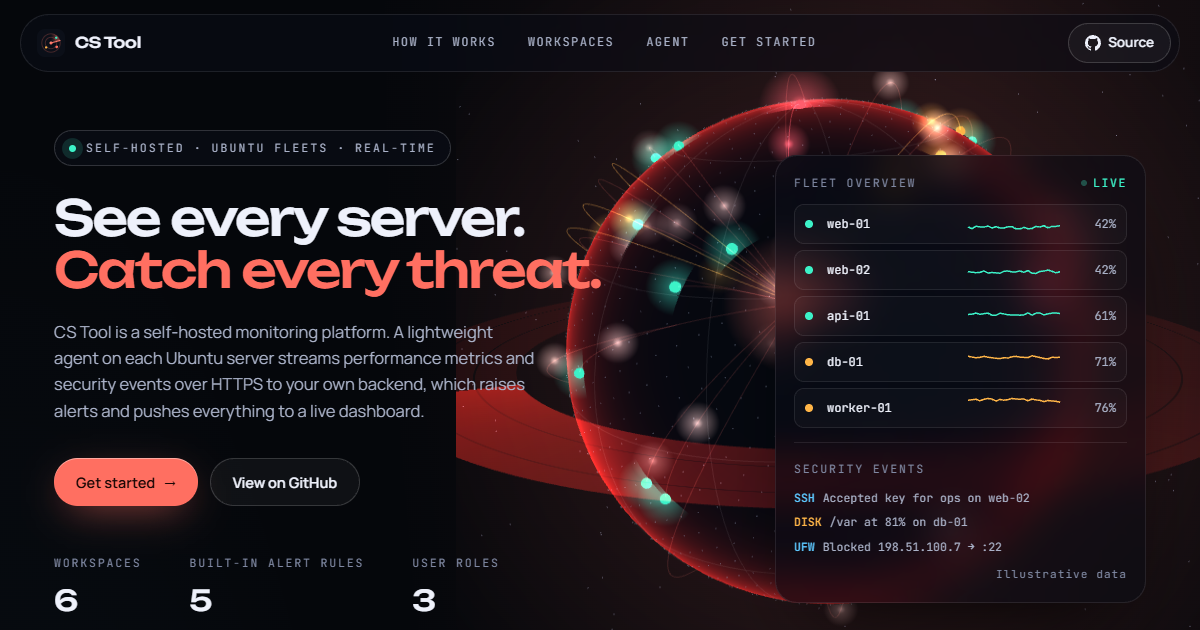 CS Tool
HOW IT WORKS
WORKSPACES
AGENT
GET STARTED
Source
SELF-HOSTED · UBUNTU FLEETS · REAL-TIME
See every server.
Catch every threat.
CS Tool is a self-hosted monitoring platform. A lightweight
agent on each Ubuntu server streams performance metrics and
security events over HTTPS to your own backend, which raises
alerts and pushes everything to a live dashboard.
Get started →
View on GitHub
WORKSPACES
6
BUILT-IN ALERT RULES
5
USER ROLES
3
FLEET OVERVIEW
LIVE
web-01 42%
web-02 42%
api-01 61%
db-01 71%
worker-01 76%
SECURITY EVENTS
SSH Accepted key for ops on web-02
DISK /var at 81% on db-01
UFW Blocked 198.51.100.7 → :22
Illustrative data